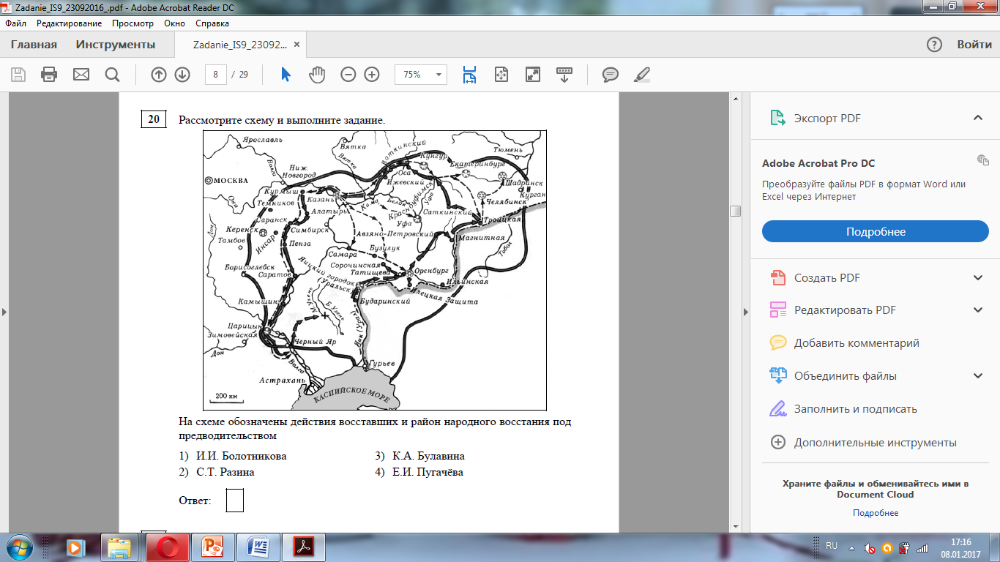 Zadanie_IS9_23092016_.pdf - Adobe Acrobat Reader DC
Файл Редактирование Просмотр Окно Справка
Главная Инструменты Zadanie_IS9_23092... × Войти
8 / 29 75%
20 Рассмотрите схему и выполните задание.
Ярославль
Вятка
Вятка
Воткинский
Тюмень
Кунгур
Екатеринбург
Волга
Ниж.
Новгород
МОСКВА
Оса
Ижевский
Шадринск
Курмыш
Казань
Курган
Ока
Темников
Кама
Белая
Красноуфимск
Уфа
Челябинск
Алатырь
Саткинский
Троицкая
Саранск
Уфа
Дон
Керенск
Симбирск
Авзяно-Петровский
Тамбов
Инсар
Магнитная
Пенза
Тобол
Бузулук
Самара
Борисоглебск
Сорочинская
Саратов
Татищева
Оренбург
Яицкий городок
(Уральск)
Ильинская
Илецкая Защита
Камышин
М.Узень
Б.Узень
Бударинский
Царицын
Зимовейская
Яик (Урал)
Черный Яр
Дон
Волга
Гурьев
Астрахань
КАСПИЙСКОЕ МОРЕ
200 км
На схеме обозначены действия восставших и район народного восстания под
предводительством
1) И.И. Болотникова 3) К.А. Булавина
2) С.Т. Разина 4) Е.И. Пугачёва
Ответ:
Экспорт PDF
Adobe Acrobat Pro DC
Преобразуйте файлы PDF в формат Word или
Excel через Интернет
Подробнее
Создать PDF
Редактировать PDF
Добавить комментарий
Объединить файлы
Заполнить и подписать
Дополнительные инструменты
Храните файлы и обменивайтесь ими в
Document Cloud
Подробнее
RU
17:16
08.01.2017